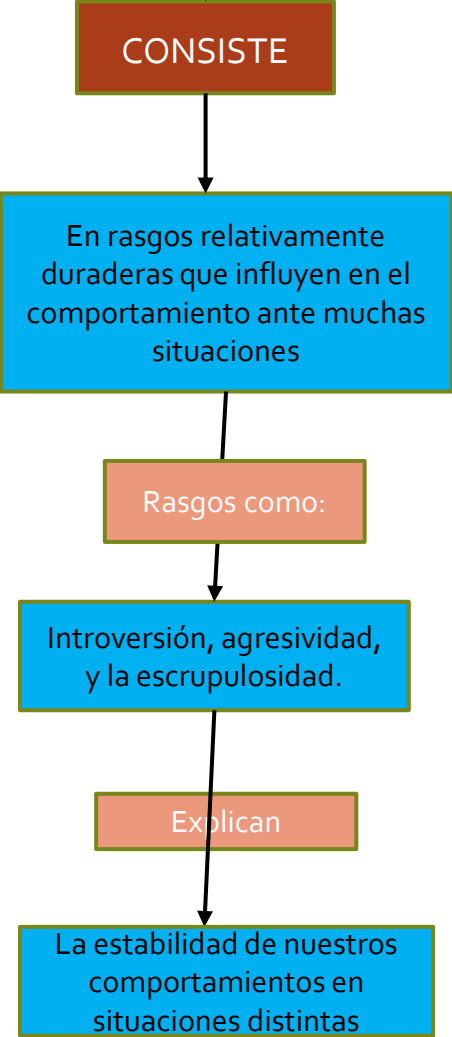 CONSISTE
En rasgos relativamente
duraderas que influyen en el
comportamiento ante muchas
situaciones
Rasgos como:
Introversión, agresividad,
y la escrupulosidad.
Explican
La estabilidad de nuestros
comportamientos en
situaciones distintas